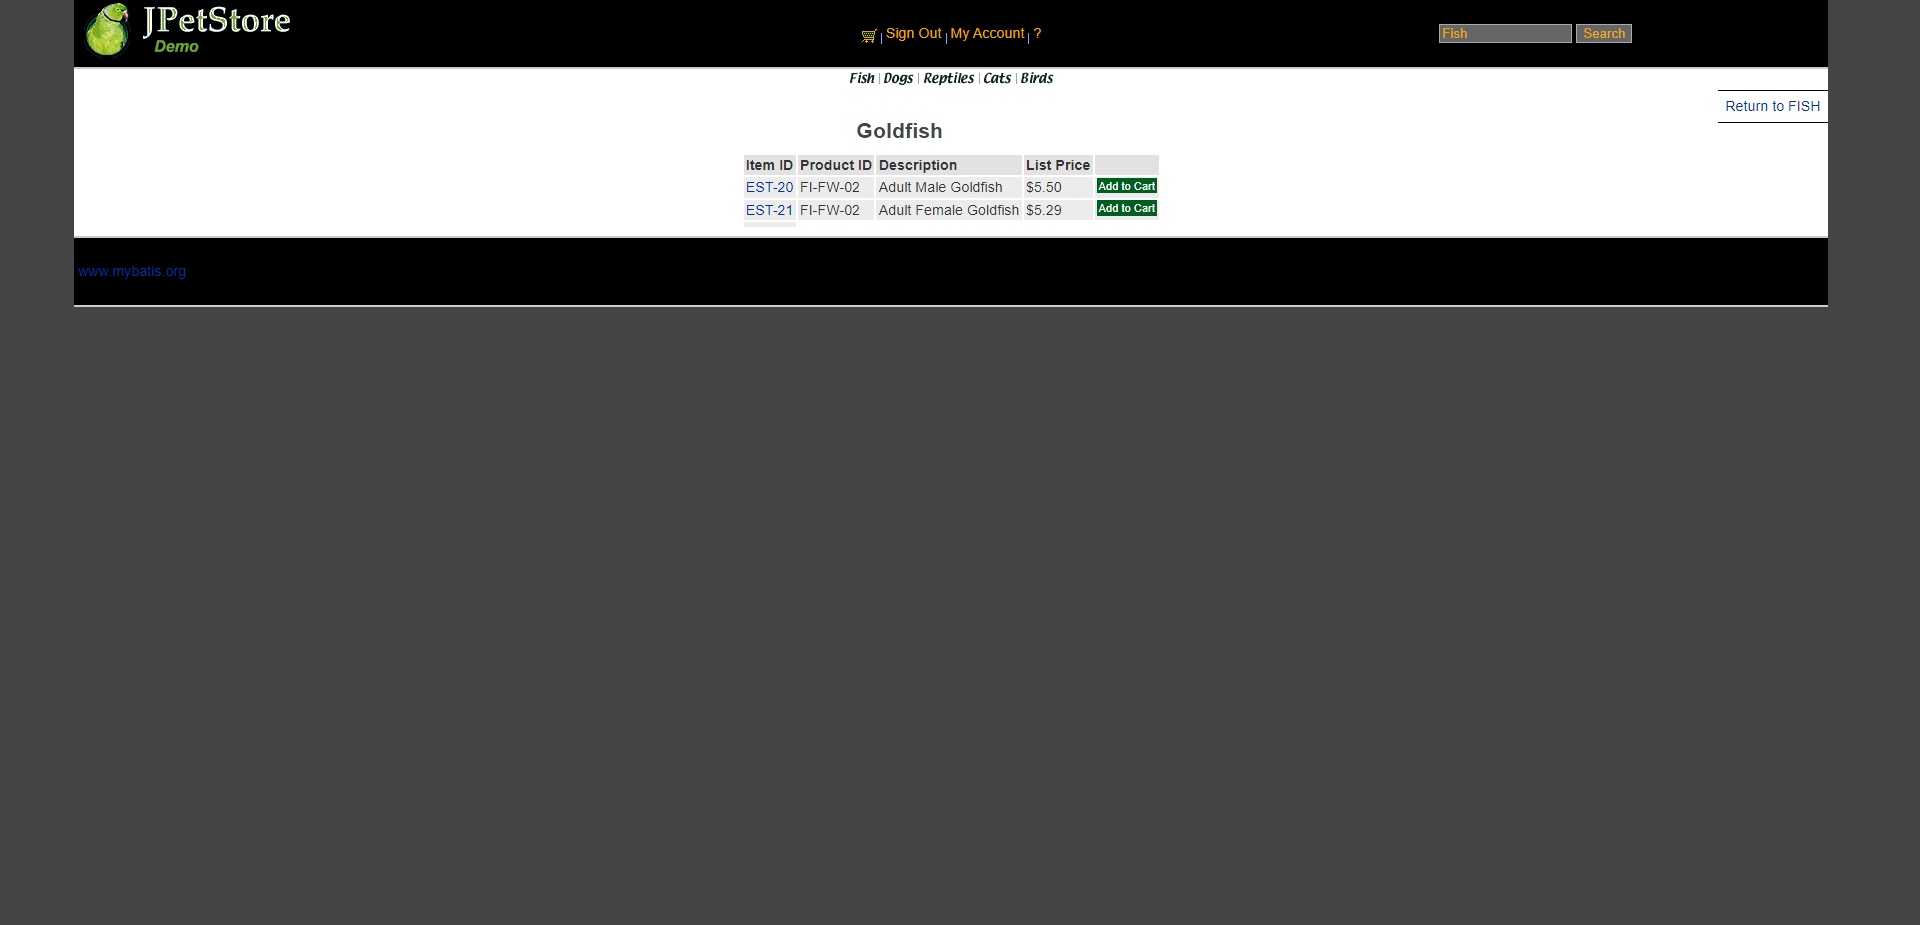 JPetStore
Demo
Sign Out | My Account | ?
Fish Search
Fish | Dogs | Reptiles | Cats | Birds
Return to FISH
Goldfish
Item ID Product ID Description List Price
EST-20 FI-FW-02 Adult Male Goldfish $5.50 Add to Cart
EST-21 FI-FW-02 Adult Female Goldfish $5.29 Add to Cart
www.mybatis.org